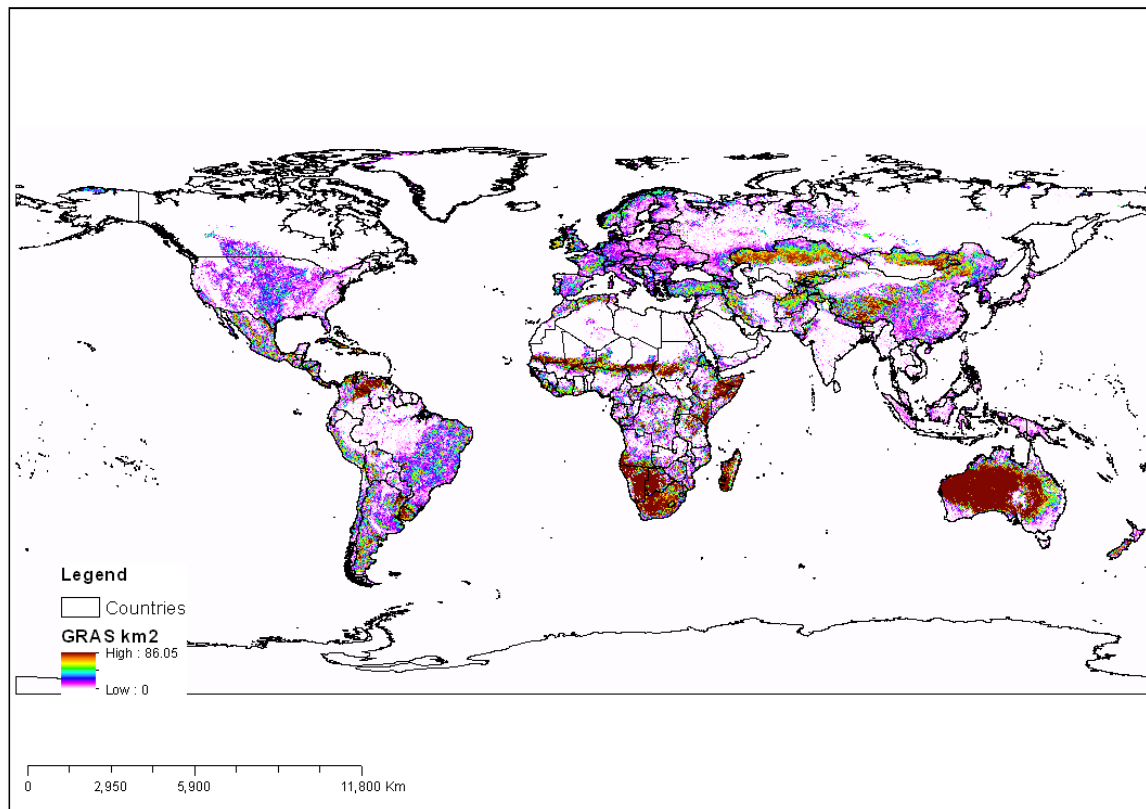 Legend
Countries
GRAS km2
High : 86.05
Low : 0
0 2,950 5,900 11,800 Km